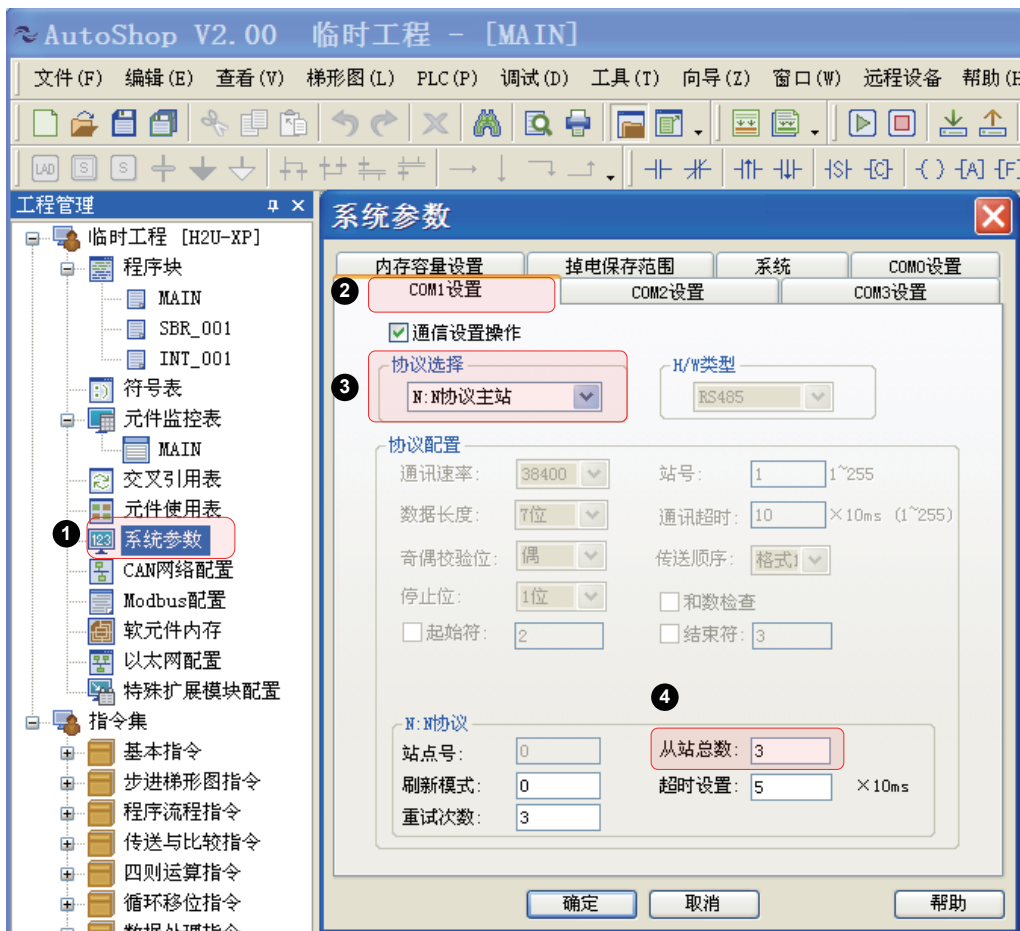 AutoShop V2.00 临时工程 - [MAIN]
文件(F) 编辑(E) 查看(V) 梯形图(L) PLC(P) 调试(D) 工具(T) 向导(Z) 窗口(W) 远程设备 帮助(H
LAD S S
工程管理
临时工程 [H2U-XP]
程序块
MAIN
SBR_001
INT_001
符号表
元件监控表
MAIN
交叉引用表
元件使用表
1 123 系统参数
CAN网络配置
Modbus配置
软元件内存
以太网配置
特殊扩展模块配置
指令集
基本指令
步进梯形图指令
程序流程指令
传送与比较指令
四则运算指令
循环移位指令
数据处理指令
系统参数
内存容量设置 掉电保存范围 系统 COM0设置
2 COM1设置 COM2设置 COM3设置
通信设置操作
协议选择 H/W类型
3 N:N协议主站 RS485
协议配置
通讯速率: 38400 站号: 1 1~255
数据长度: 7位 通讯超时: 10 ×10ms (1~255)
奇偶校验位: 偶 传送顺序: 格式1
停止位: 1位 和数检查
起始符: 2 结束符: 3
4
N:N协议
站点号: 0 从站总数: 3
刷新模式: 0 超时设置: 5 ×10ms
重试次数: 3
确定 取消 帮助